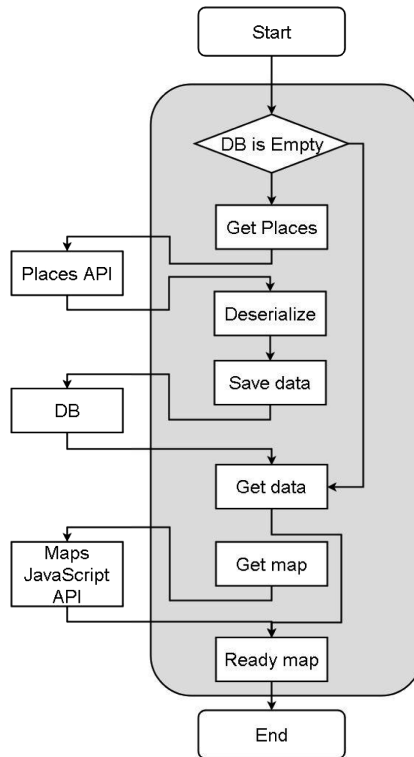 Start
DB is Empty
Get Places
Places API
Deserialize
Save data
DB
Get data
Maps
JavaScript
API
Get map
Ready map
End